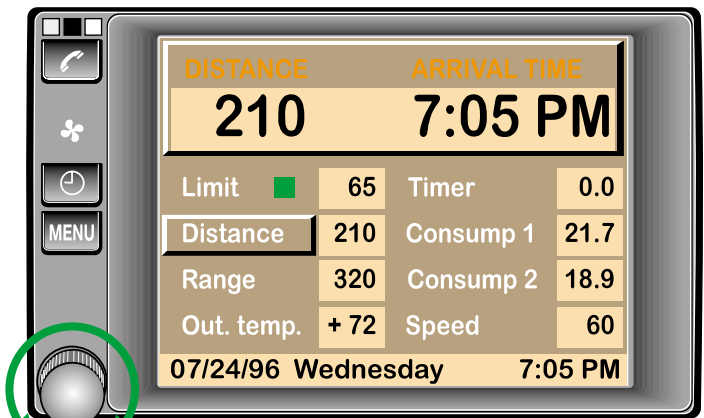 DISTANCE ARRIVAL TIME
210 7:05 PM
Limit 65 Timer 0.0
MENU Distance 210 Consump 1 21.7
Range 320 Consump 2 18.9
Out. temp. + 72 Speed 60
07/24/96 Wednesday 7:05 PM